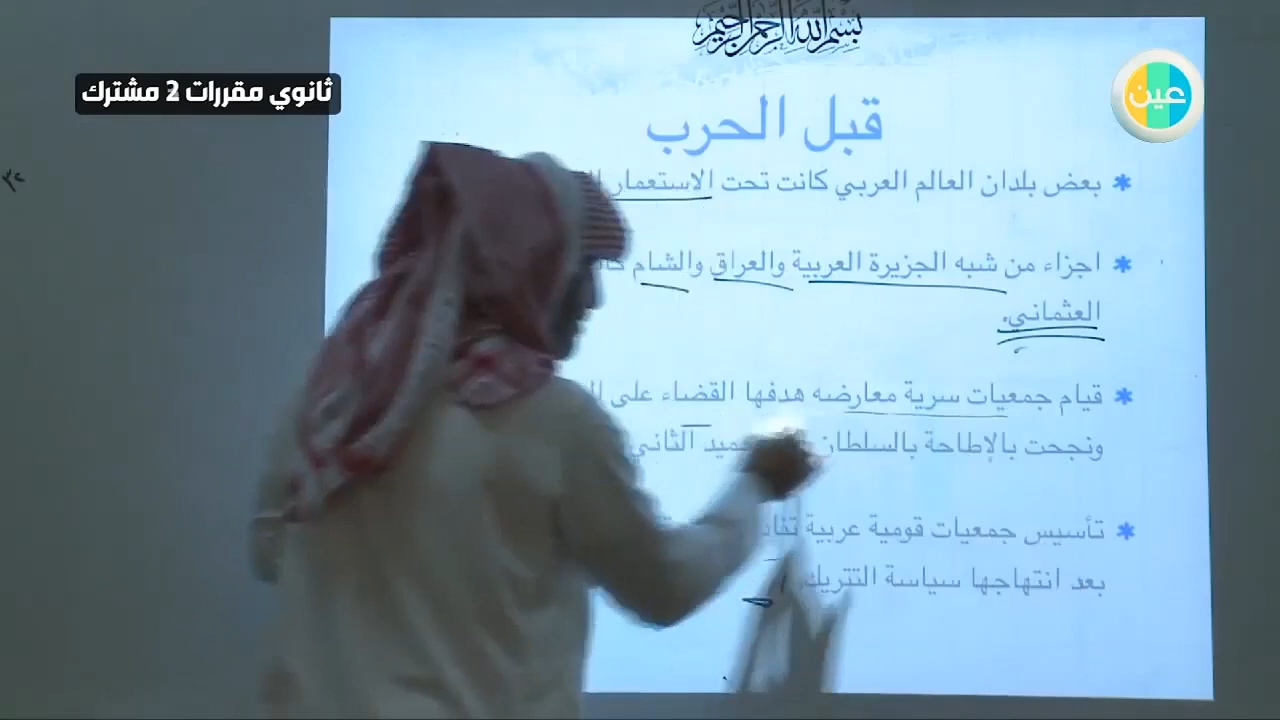 بسم الله الرحمن الرحيم
ثانوي مقررات 2 مشترك
عين
قبل الحرب
* بعض بلدان العالم العربي كانت تحت الاستعمار
* اجزاء من شبه الجزيرة العربية والعراق والشام
العثماني.
* قيام جمعيات سرية معارضه هدفها القضاء على
ونجحت بالإطاحة بالسلطان الثاني
* تأسيس جمعيات قومية عربية
بعد انتهاجها سياسة التتريك